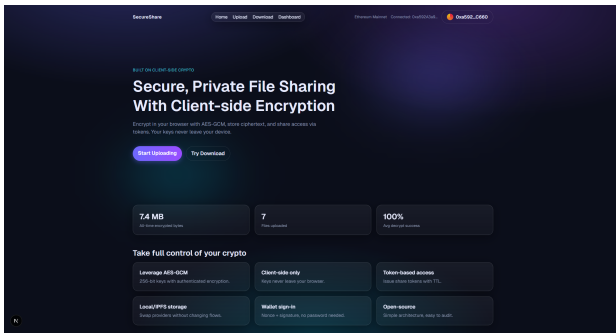 SecureShare
Home Upload Download Dashboard
Ethereum Mainnet Connected:
BUILT ON CLIENT-SIDE CRYPTO
Secure, Private File Sharing
With Client-side Encryption
Encrypt in your browser with AES-GCM, store ciphertext, and share access via
tokens. Your keys never leave your device.
Start Uploading Try Download
7.4 MB
All-time encrypted bytes
7
Files uploaded
100%
Avg decrypt success
Take full control of your crypto
Leverage AES-GCM
256-bit keys with authenticated encryption.
Client-side only
Keys never leave your browser.
Token-based access
Issue share tokens with TTL.
Local/IPFS storage
Swap providers without changing flows.
Wallet sign-in
Nonce + signature, no password needed.
Open-source
Simple architecture, easy to audit.
N